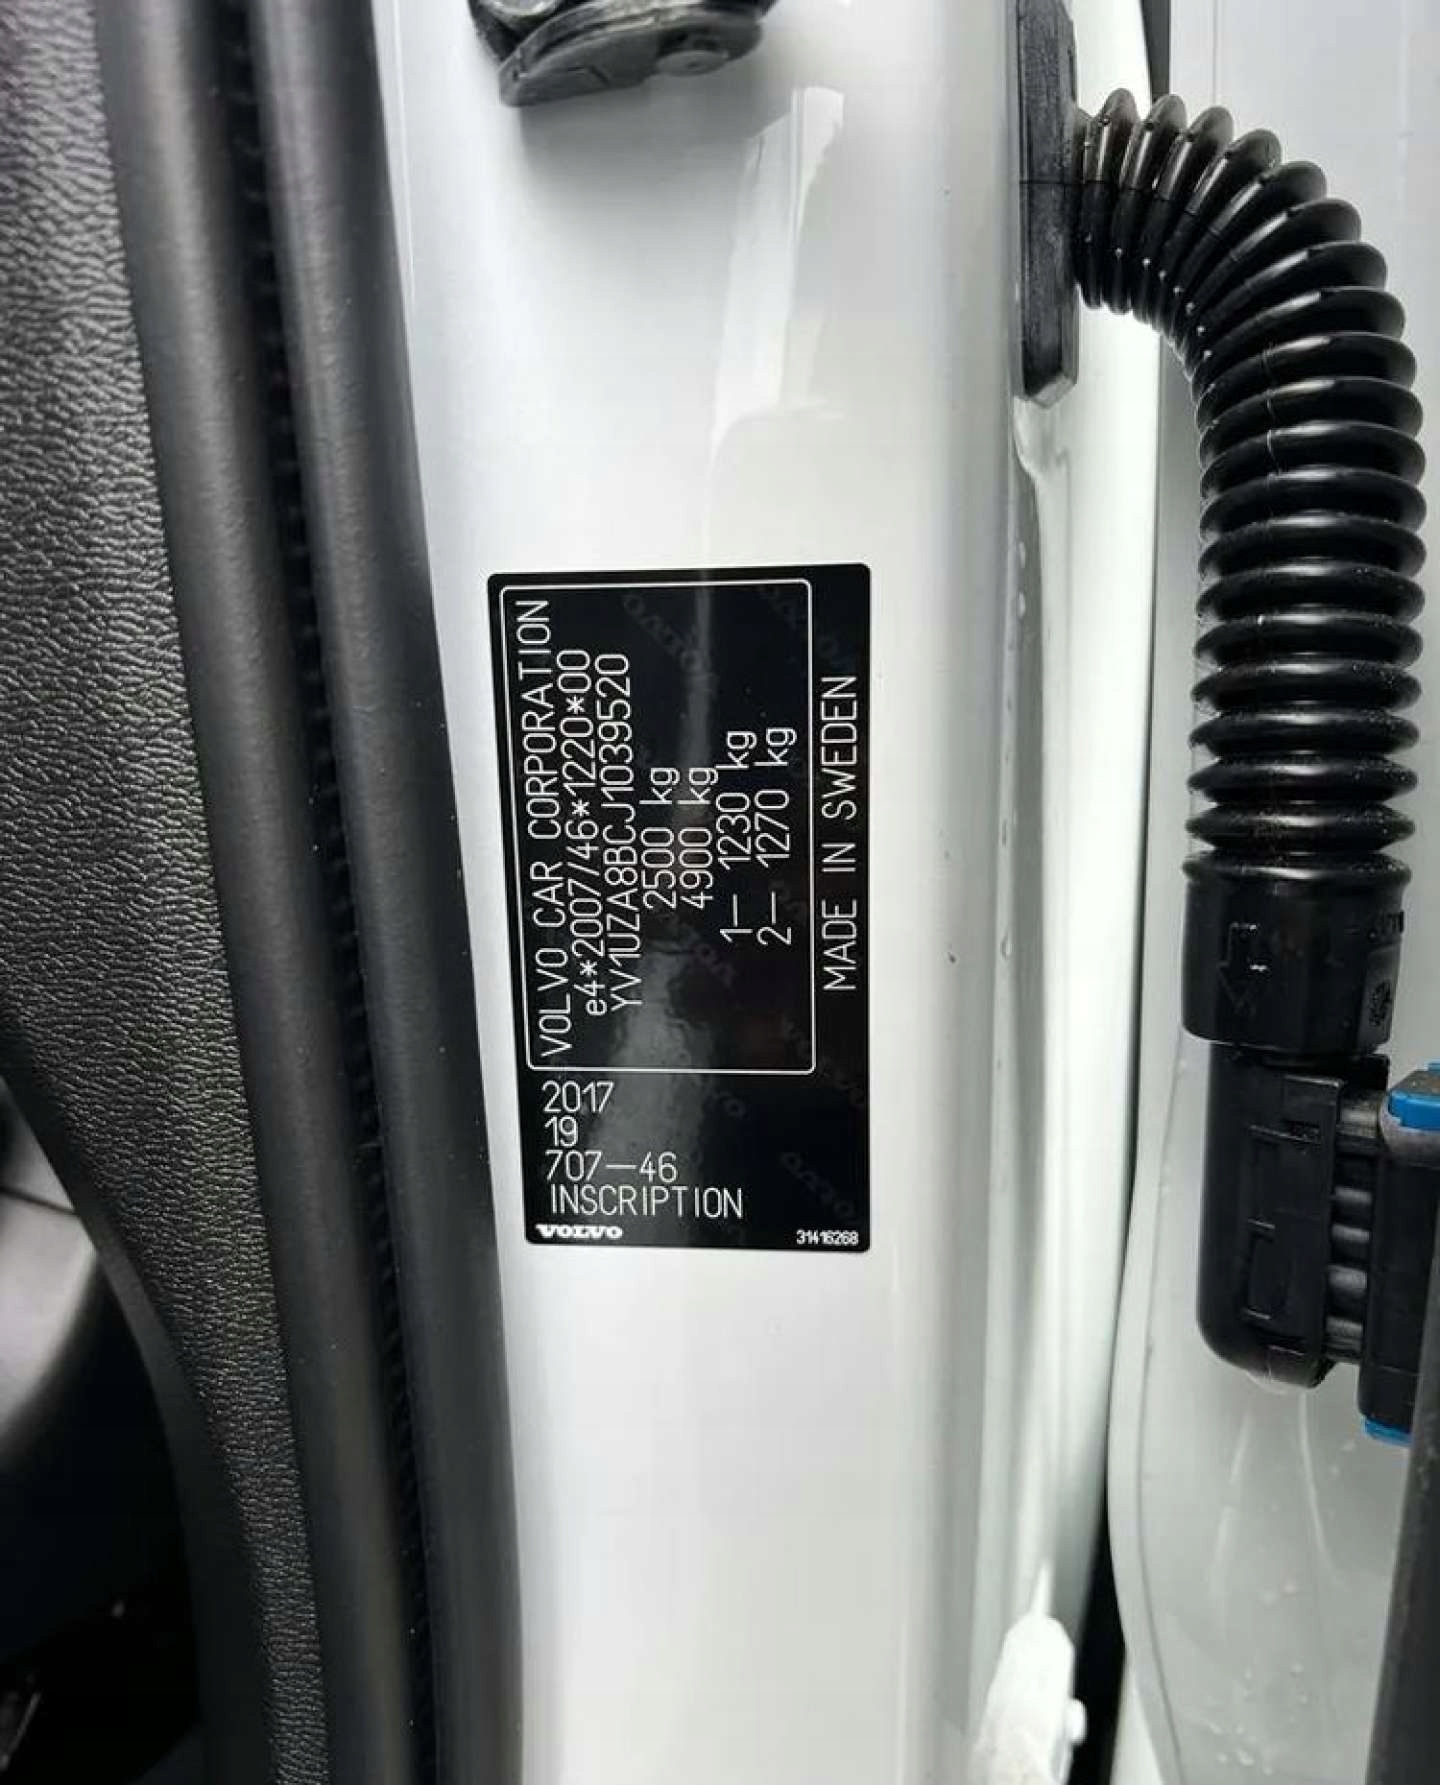 VOLVO CAR CORPORATION
e4*2007/46*1220*00
YV1UZA8BCJ1039520
2500 kg
4900 kg
1— 1230 kg
2— 1270 kg
MADE IN SWEDEN
2017
19
707—46
INSCRIPTION
VOLVO
31416268